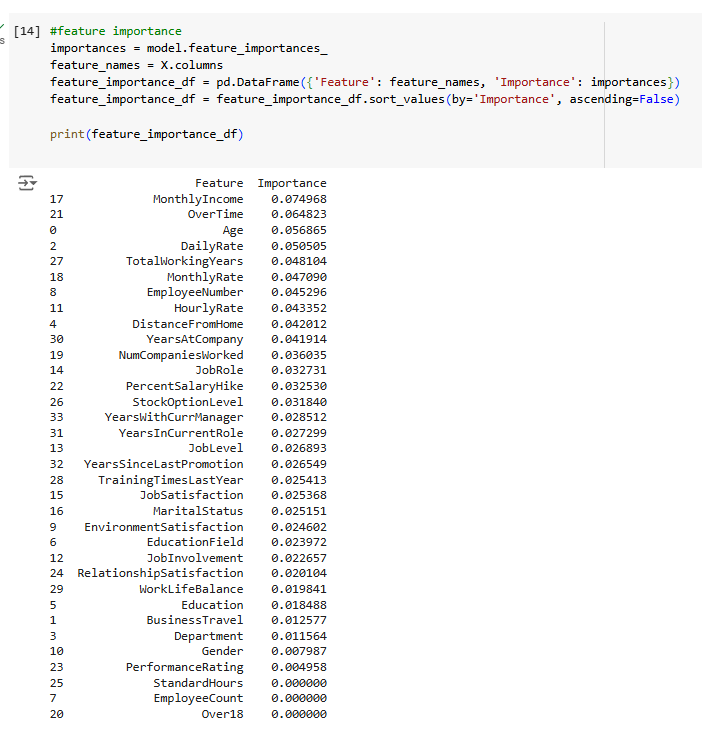 [14] #feature importance
importances = model.feature_importances_
feature_names = X.columns
feature_importance_df = pd.DataFrame({'Feature': feature_names, 'Importance': importances})
feature_importance_df = feature_importance_df.sort_values(by='Importance', ascending=False)
print(feature_importance_df)
Feature Importance
17 MonthlyIncome 0.074968
21 OverTime 0.064823
0 Age 0.056865
2 DailyRate 0.050505
27 TotalWorkingYears 0.048104
18 MonthlyRate 0.047090
8 EmployeeNumber 0.045296
11 HourlyRate 0.043352
4 DistanceFromHome 0.042012
30 YearsAtCompany 0.041914
19 NumCompaniesWorked 0.036035
14 JobRole 0.032731
22 PercentSalaryHike 0.032530
26 StockOptionLevel 0.031840
33 YearsWithCurrManager 0.028512
31 YearsInCurrentRole 0.027299
13 JobLevel 0.026893
32 YearsSinceLastPromotion 0.026549
28 TrainingTimesLastYear 0.025413
15 JobSatisfaction 0.025368
16 MaritalStatus 0.025151
9 EnvironmentSatisfaction 0.024602
6 EducationField 0.023972
12 JobInvolvement 0.022657
24 RelationshipSatisfaction 0.020104
29 WorkLifeBalance 0.019841
5 Education 0.018488
1 BusinessTravel 0.012577
3 Department 0.011564
10 Gender 0.007987
23 PerformanceRating 0.004958
25 StandardHours 0.000000
7 EmployeeCount 0.000000
20 Over18 0.000000